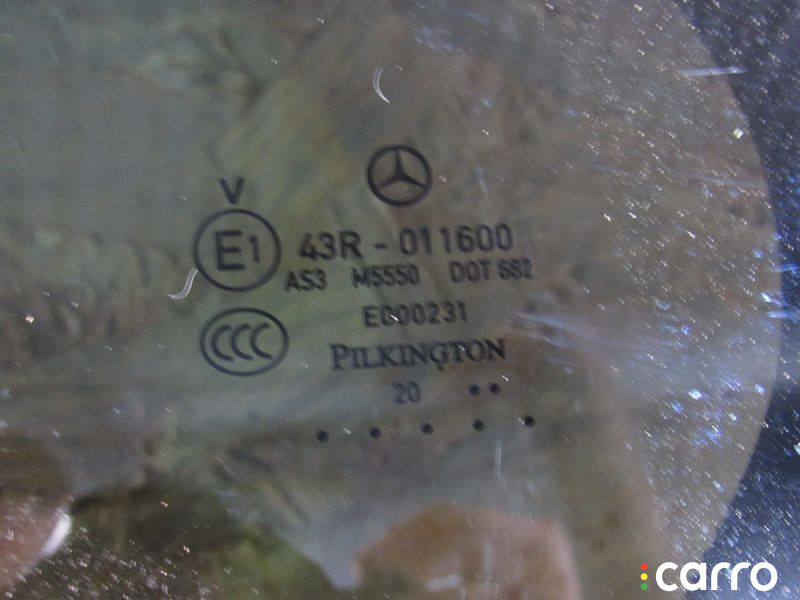 V
E1 43R - 011600
AS3 M5550 DOT 682
E000231
CCC
PILKINGTON
20
carro